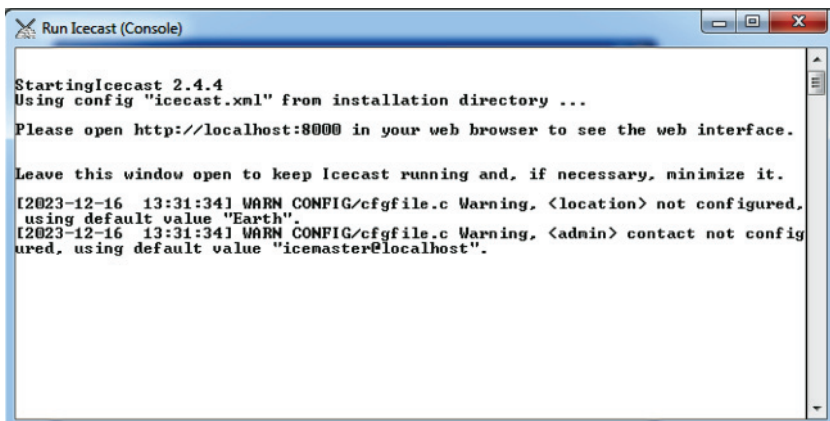 Run Icecast (Console)
StartingIcecast 2.4.4
Using config "icecast.xml" from installation directory ...
Please open http://localhost:8000 in your web browser to see the web interface.
Leave this window open to keep Icecast running and, if necessary, minimize it.
[2023-12-16  13:31:34] WARN CONFIG/cfgfile.c Warning, <location> not configured,
 using default value "Earth".
[2023-12-16  13:31:34] WARN CONFIG/cfgfile.c Warning, <admin> contact not config
ured, using default value "icemaster@localhost".